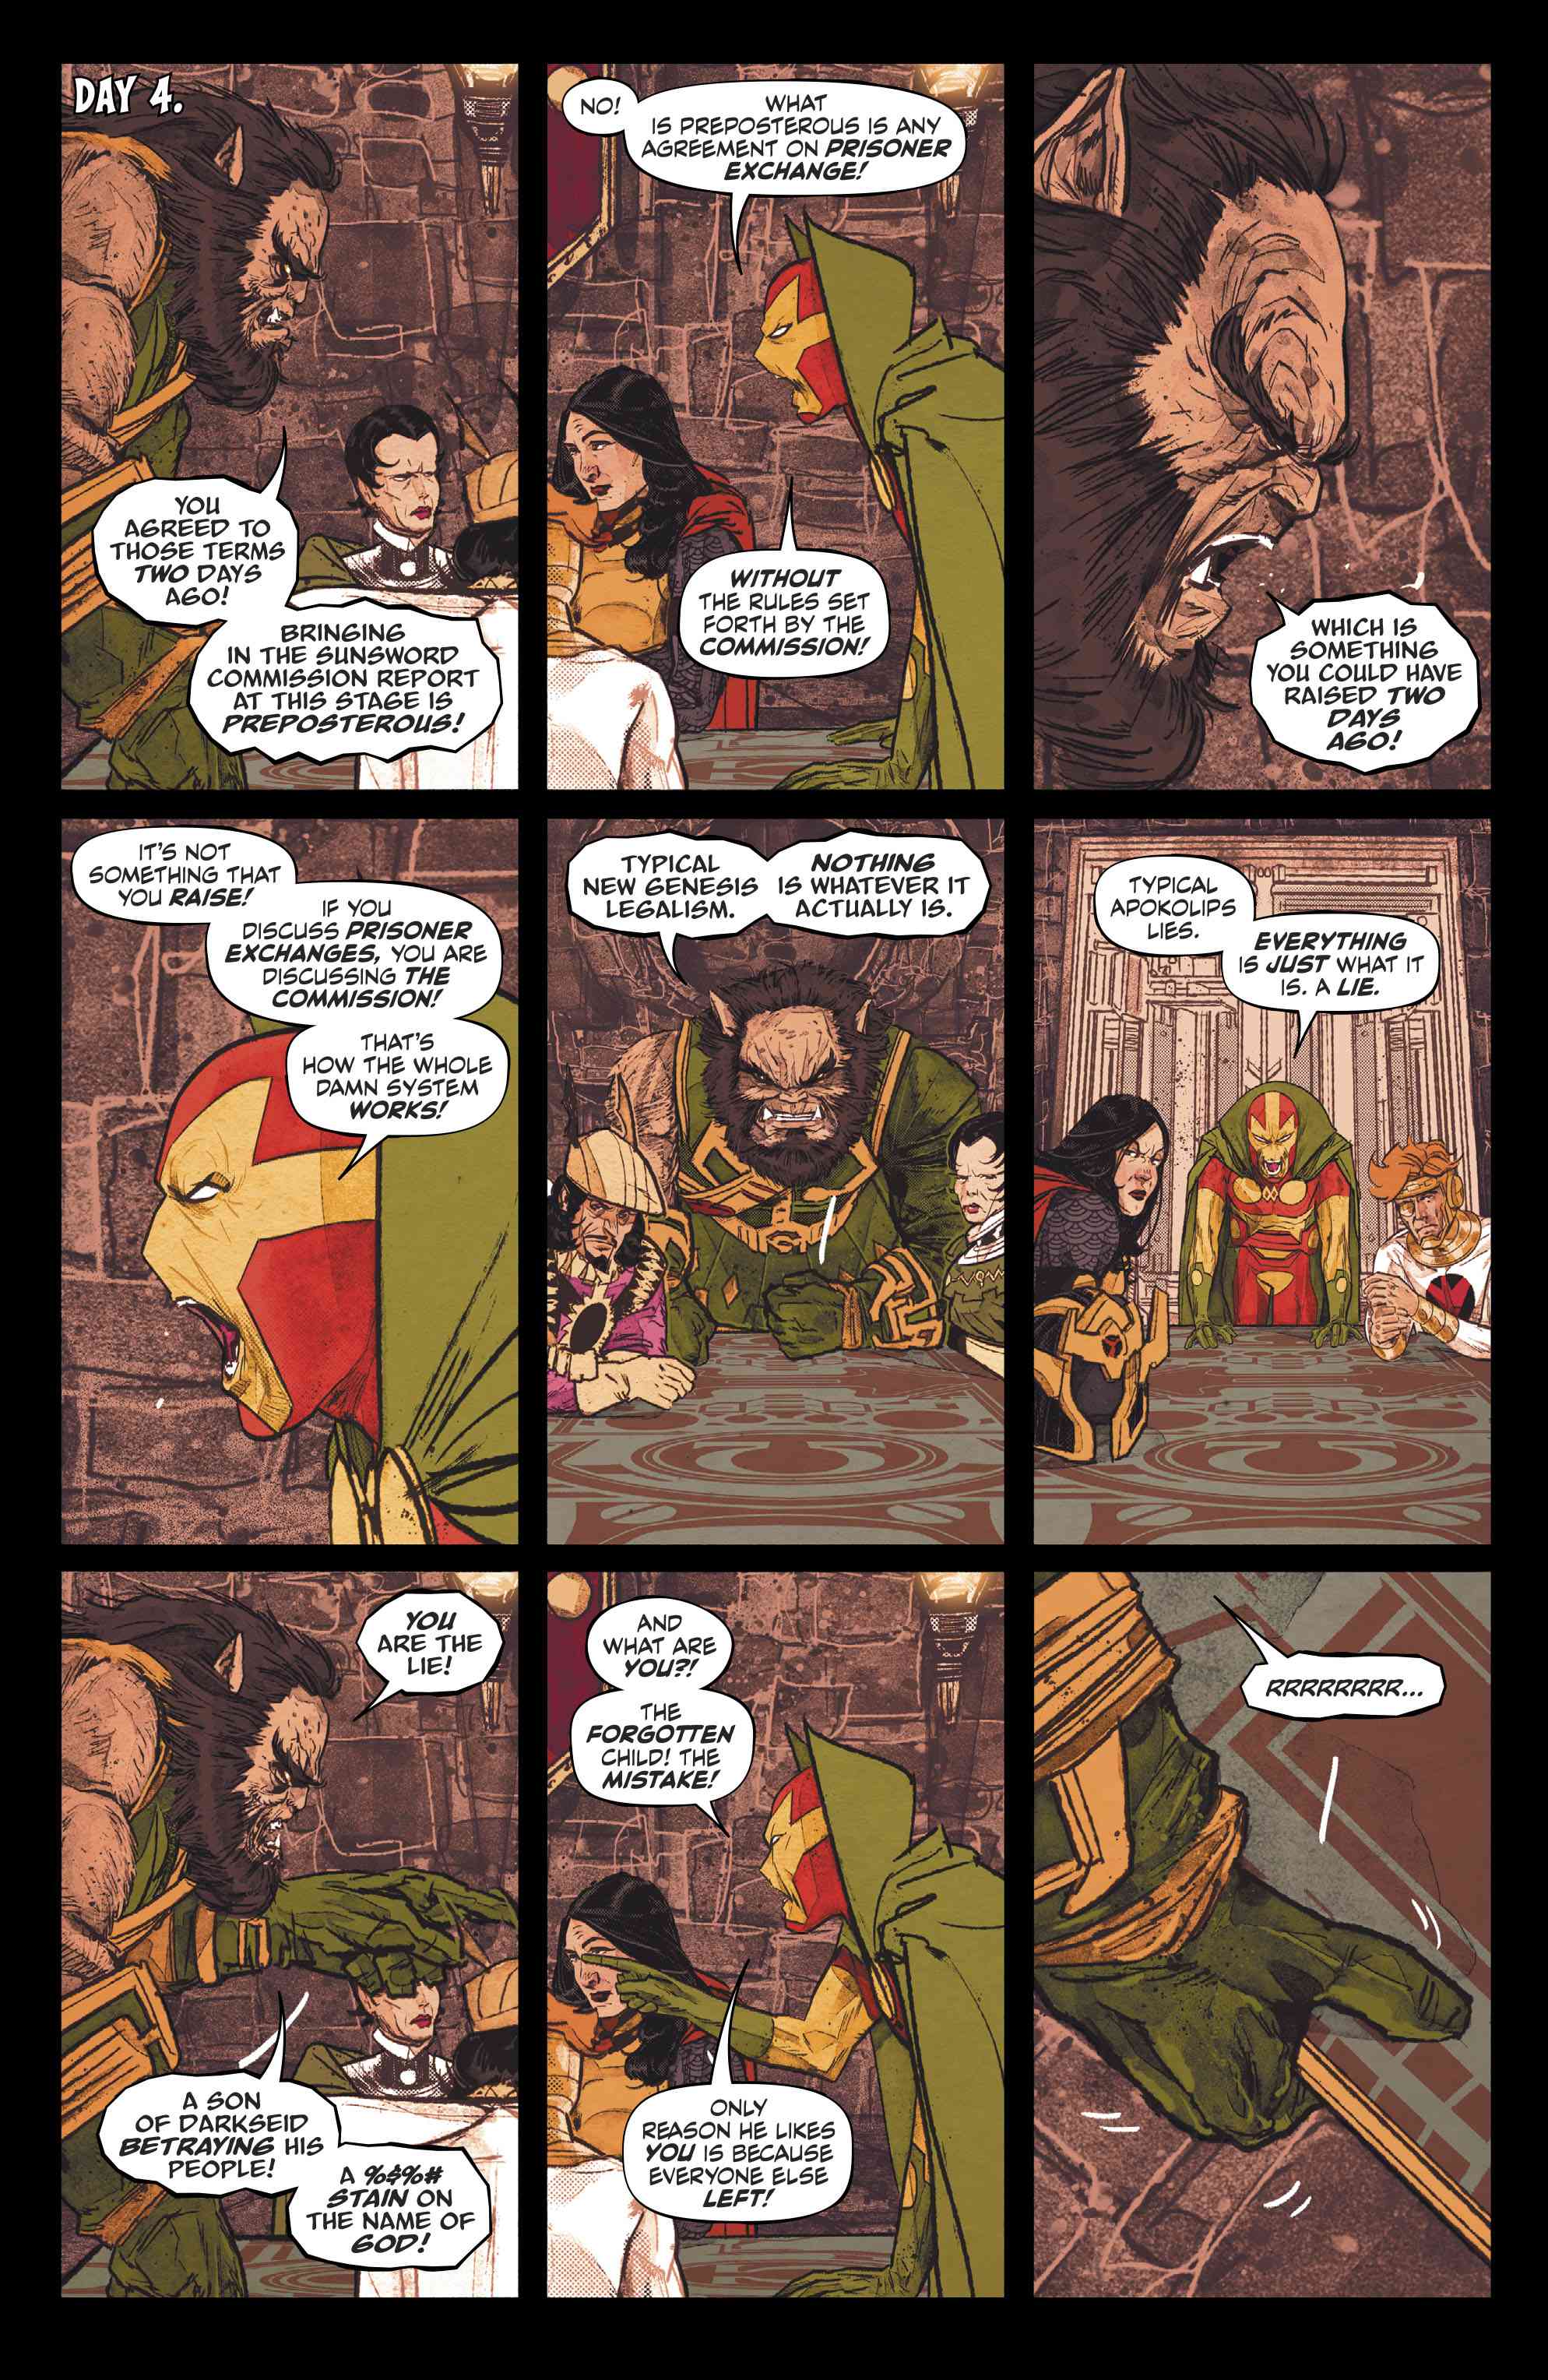 DAY 4.
YOU
AGREED TO
THOSE TERMS
TWO DAYS
AGO!
BRINGING
IN THE SUNSWORD
COMMISSION REPORT
AT THIS STAGE IS
PREPOSTEROUS!
NO!
WHAT
IS PREPOSTEROUS IS ANY
AGREEMENT ON PRISONER
EXCHANGE!
WITHOUT
THE RULES SET
FORTH BY THE
COMMISSION!
WHICH IS
SOMETHING
YOU COULD HAVE
RAISED TWO
DAYS
AGO!
IT'S NOT
SOMETHING THAT
YOU RAISE!
IF YOU
DISCUSS PRISONER
EXCHANGES, YOU ARE
DISCUSSING THE
COMMISSION!
THAT'S
HOW THE WHOLE
DAMN SYSTEM
WORKS!
TYPICAL
NEW GENESIS
LEGALISM.
NOTHING
IS WHATEVER IT
ACTUALLY IS.
TYPICAL
APOKOLIPS
LIES.
EVERYTHING
IS JUST WHAT IT
IS. A LIE.
YOU
ARE THE
LIE!
A SON
OF DARKSEID
BETRAYING HIS
PEOPLE!
A %$%#
STAIN ON
THE NAME OF
GOD!
AND
WHAT ARE
YOU?!
THE
FORGOTTEN
CHILD! THE
MISTAKE!
ONLY
REASON HE LIKES
YOU IS BECAUSE
EVERYONE ELSE
LEFT!
RRRRRRRR...